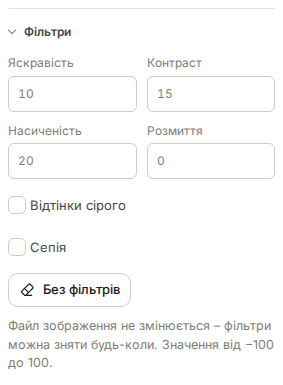 Фільтри
Яскравість Контраст
10 15
Насиченість Розмиття
20 0
Відтінки сірого
Сепія
Без фільтрів
Файл зображення не змінюється – фільтри
можна зняти будь-коли. Значення від −100
до 100.